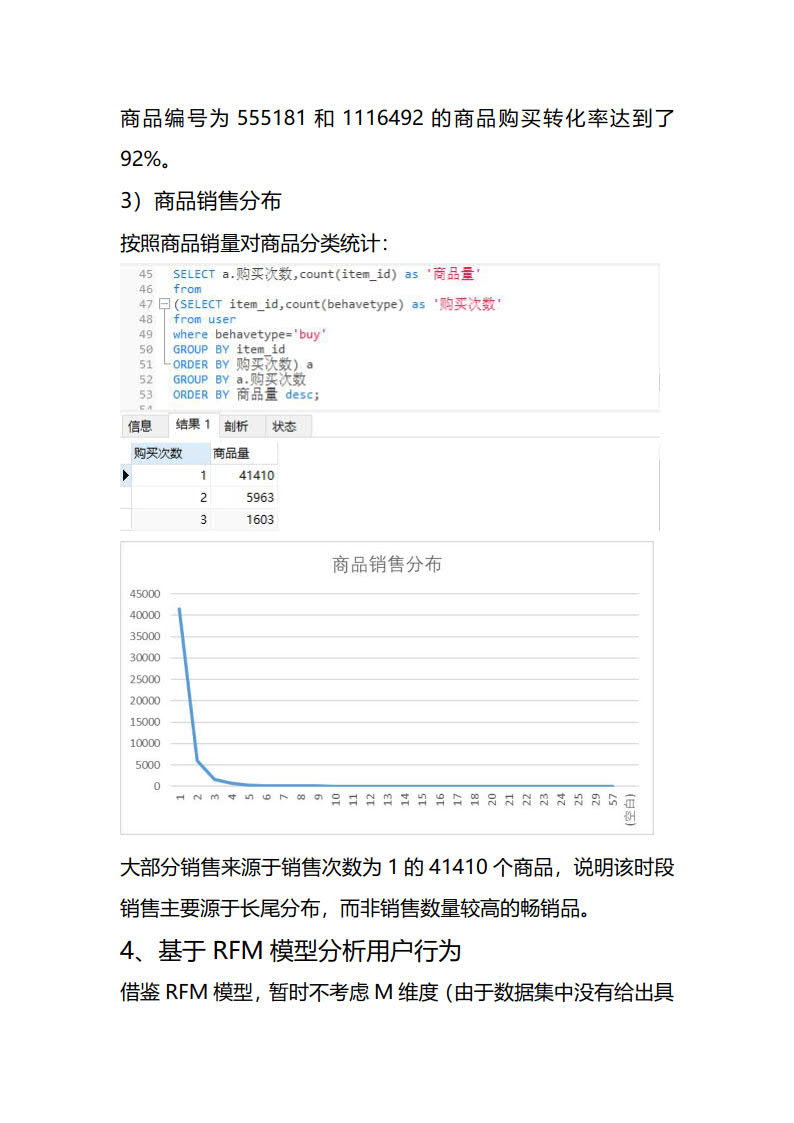 商品编号为 555181 和 1116492 的商品购买转化率达到了
92%。
3）商品销售分布
按照商品销量对商品分类统计：
45 SELECT a.购买次数,count(item_id) as '商品量'
46 from
47 (SELECT item_id,count(behavetype) as '购买次数'
48 from user
49 where behavetype='buy'
50 GROUP BY item_id
51 ORDER BY 购买次数) a
52 GROUP BY a.购买次数
53 ORDER BY 商品量 desc;
54
信息 结果 1 剖析 状态
购买次数 商品量
1 41410
2 5963
3 1603
商品销售分布
45000
40000
35000
30000
25000
20000
15000
10000
5000
0
1 2 3 4 5 6 7 8 9 10 11 12 13 14 15 16 17 18 20 21 22 23 24 25 29 57 (空白)
大部分销售来源于销售次数为 1 的 41410 个商品，说明该时段
销售主要源于长尾分布，而非销售数量较高的畅销品。
4、基于 RFM 模型分析用户行为
借鉴 RFM 模型，暂时不考虑 M 维度（由于数据集中没有给出具